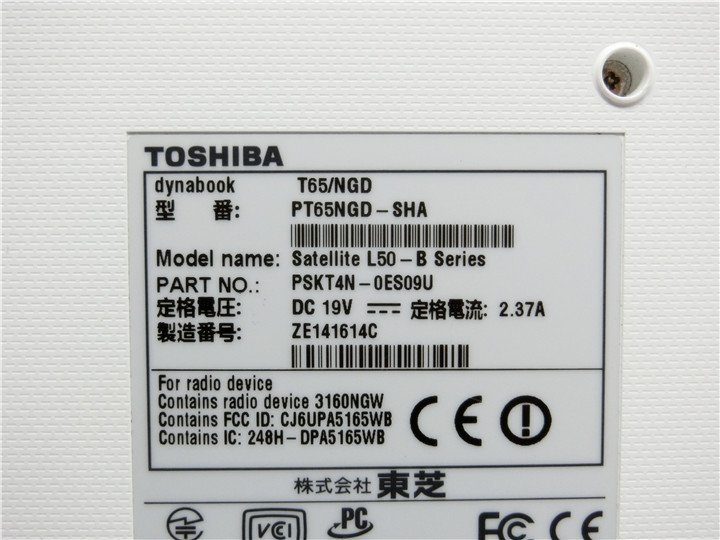 TOSHIBA
dynabook T65/NGD
型 番: PT65NGD-SHA
Model name: Satellite L50-B Series
PART NO.: PSKT4N-0ES09U
定格電圧: DC 19V 定格電流: 2.37A
製造番号: ZE141614C
For radio device
Contains radio device 3160NGW
Contains FCC ID: CJ6UPA5165WB
Contains IC: 248H-DPA5165WB
CE
株式会社 東芝
VCCI PC FC CE